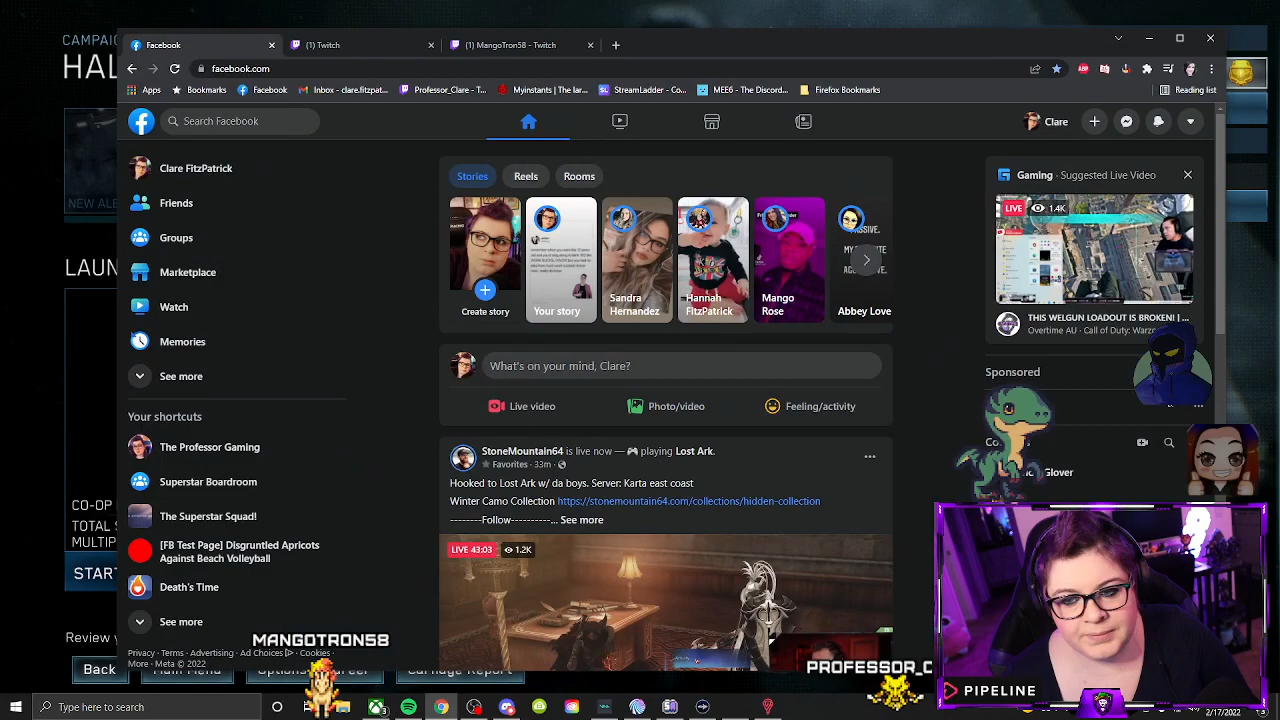 CAMPAIG
HAL
Facebook
(1) Twitch
(1) MangoTron58 - Twitch
facebook.com
Apps
Bookmarks
Facebook
Inbox - clare.fitzpat...
Professor_Clare - T...
StreamLadder - Co...
MEE6 - The Discord...
Firefox Bookmarks
Reading list
Search Facebook
Clare
NEW ALE
LAUN
CO-OP
TOTAL S
MULTIP
START
Review y
Back
Clare FitzPatrick
Friends
Groups
Marketplace
Watch
Memories
See more
Your shortcuts
The Professor Gaming
Superstar Boardroom
The Superstar Squad!
[FB Test Page] Disgruntled Apricots
Against Beach Volleyball
Death's Time
See more
Privacy · Terms · Advertising · Ad Choices · Cookies ·
More · Meta © 2022
Stories
Reels
Rooms
Create story
Your story
Sandra
Hernandez
Hannah
FitzPatrick
Mango
Rose
Abbey Love
What's on your mind, Clare?
Live video
Photo/video
Feeling/activity
StoneMountain64 is live now — playing Lost Ark.
Favorites · 33m ·
Hooked to Lost Ark w/ da boys. Server: Karta east coast
Winter Camo Collection https://stonemountain64.com/collections/hidden-collection
-------Follow------- ... See more
LIVE 43:03
1.2K
Gaming · Suggested Live Video
LIVE
1.4K
THIS WELGUN LOADOUT IS BROKEN! | ...
Overtime AU · Call of Duty: Warzo
Sponsored
Glover
MANGOTRON58
PROFESSOR_C
PIPELINE
Main Menu
Carnage Report
Type here to search
2/17/2022